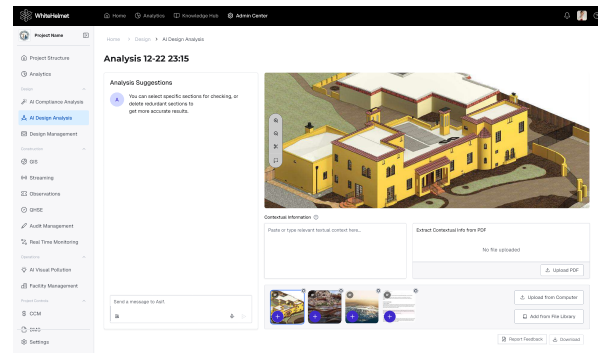 WhiteHelmet
Home
Analytics
Knowledge Hub
Admin Center
Project Name
Home > Design > Ai Design Analysis
Analysis 12-22 23:15
Project Structure
Analytics
Design
AI Compliance Analysis
AI Design Analysis
Design Management
Construction
GIS
Streaming
Observations
QHSE
Audit Management
Real Time Monitoring
Operations
AI Visual Pollution
Facility Management
CCM
Settings
Analysis Suggestions
A
You can select specific sections for checking, or
delete redundant sections to
get more accurate results.
Send a message to Asif.
Contextual Information
Paste or type relevant textual context here...
Extract Contextual Info from PDF
No file uploaded
Upload PDF
Upload from Computer
Add from File Library
Report Feedback
Download